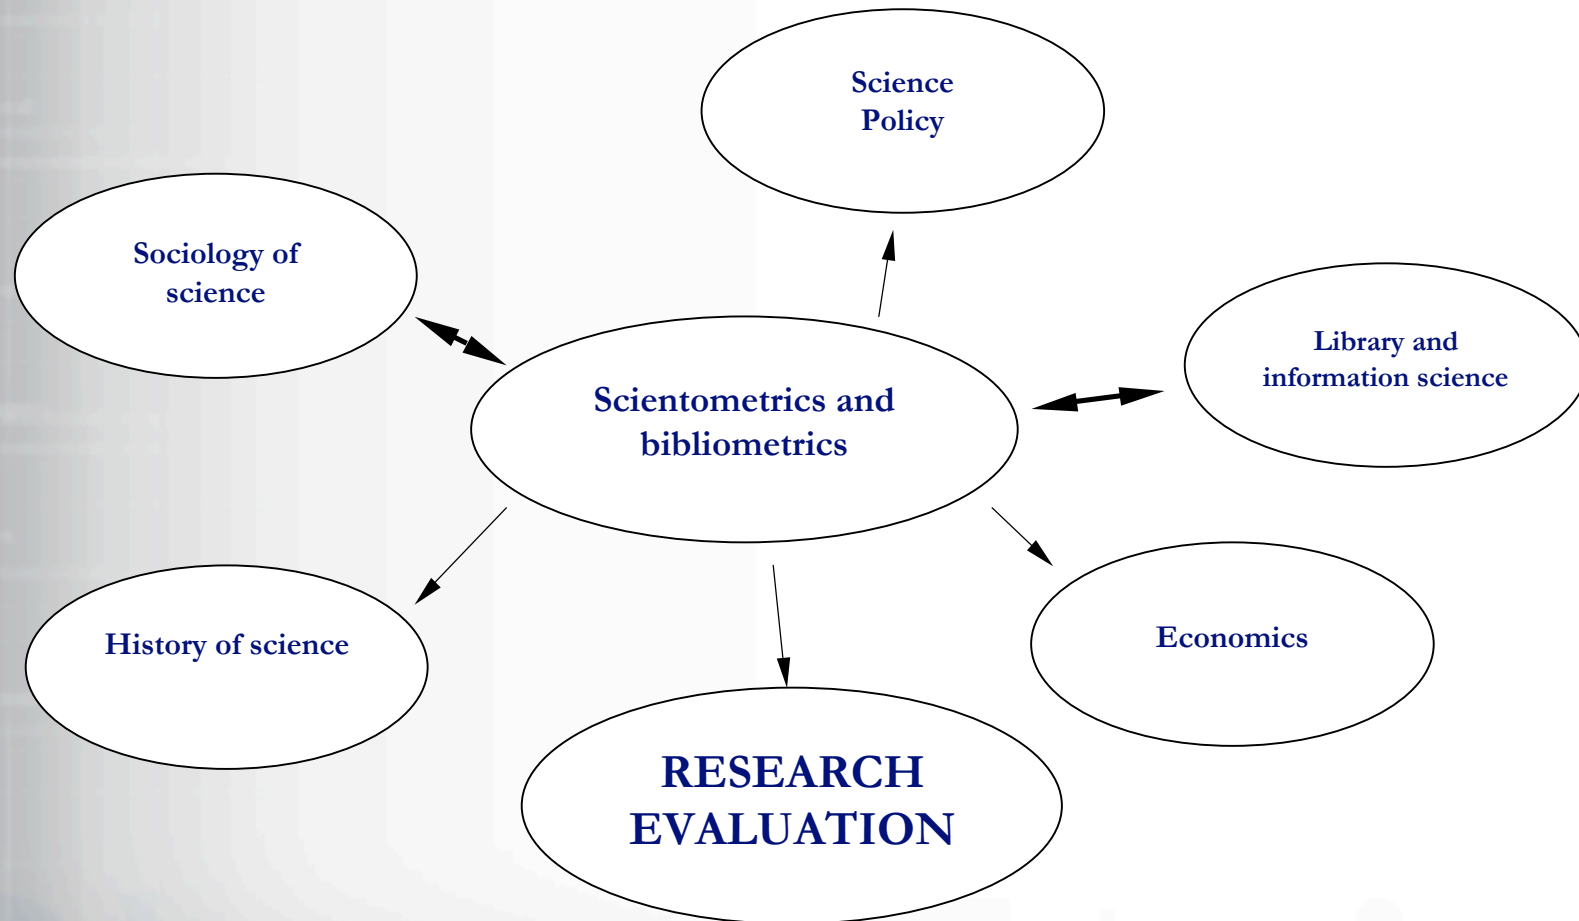 Science
Policy
Sociology of
science
Library and
information science
Scientometrics and
bibliometrics
History of science
Economics
RESEARCH
EVALUATION